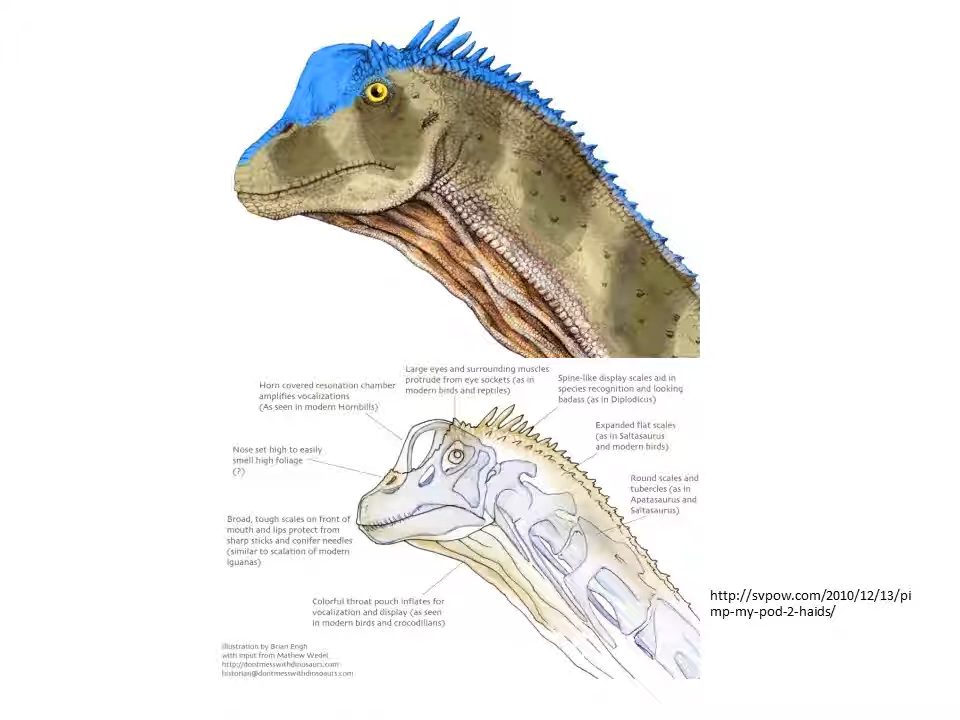 Large eyes and surrounding muscles
protrude from eye sockets (as in
modern birds and reptiles)
Horn covered resonation chamber
amplifies vocalizations
(As seen in modern Hornbills)
Spine-like display scales aid in
species recognition and looking
badass (as in Diplodicus)
Expanded flat scales
(as in Saltasaurus
and modern birds)
Nose set high to easily
smell high foliage
(?)
Round scales and
tubercles (as in
Apatasaurus and
Saltasaurus)
Broad, tough scales on front of
mouth and lips protect from
sharp sticks and conifer needles
(similar to scalation of modern
Iguanas)
Colorful throat pouch inflates for
vocalization and display (as seen
in modern birds and crocodilians)
http://svpow.com/2010/12/13/pi
mp-my-pod-2-haids/
illustration by Brian Engh
with input from Mathew Wedel
http://dontmesswithdinosaurs.com
historian@dontmesswithdinosaurs.com